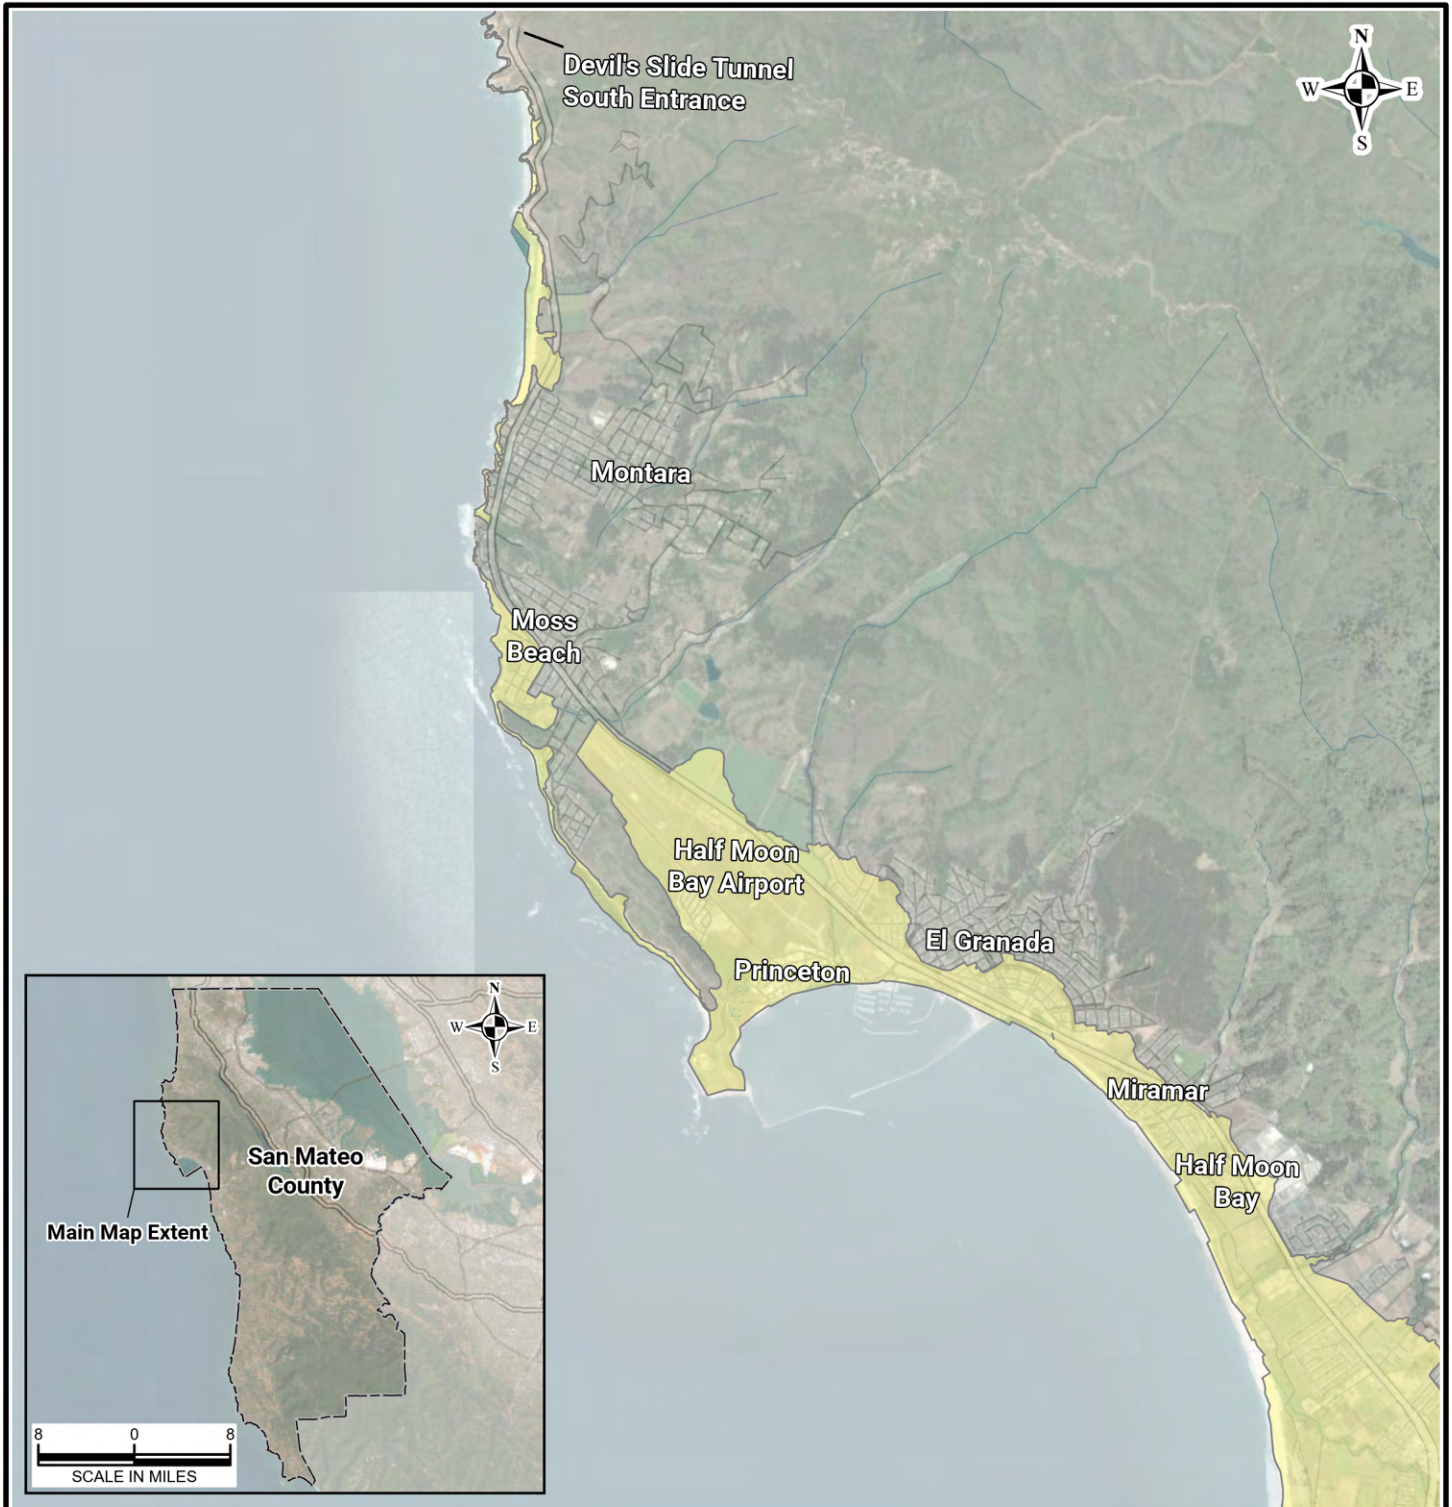 Devil's Slide Tunnel
South Entrance
N
W E
S
Montara
Moss
Beach
Half Moon
Bay Airport
El Granada
Princeton
Miramar
Half Moon
Bay
N
W E
S
San Mateo
County
Main Map Extent
8 0 8
SCALE IN MILES